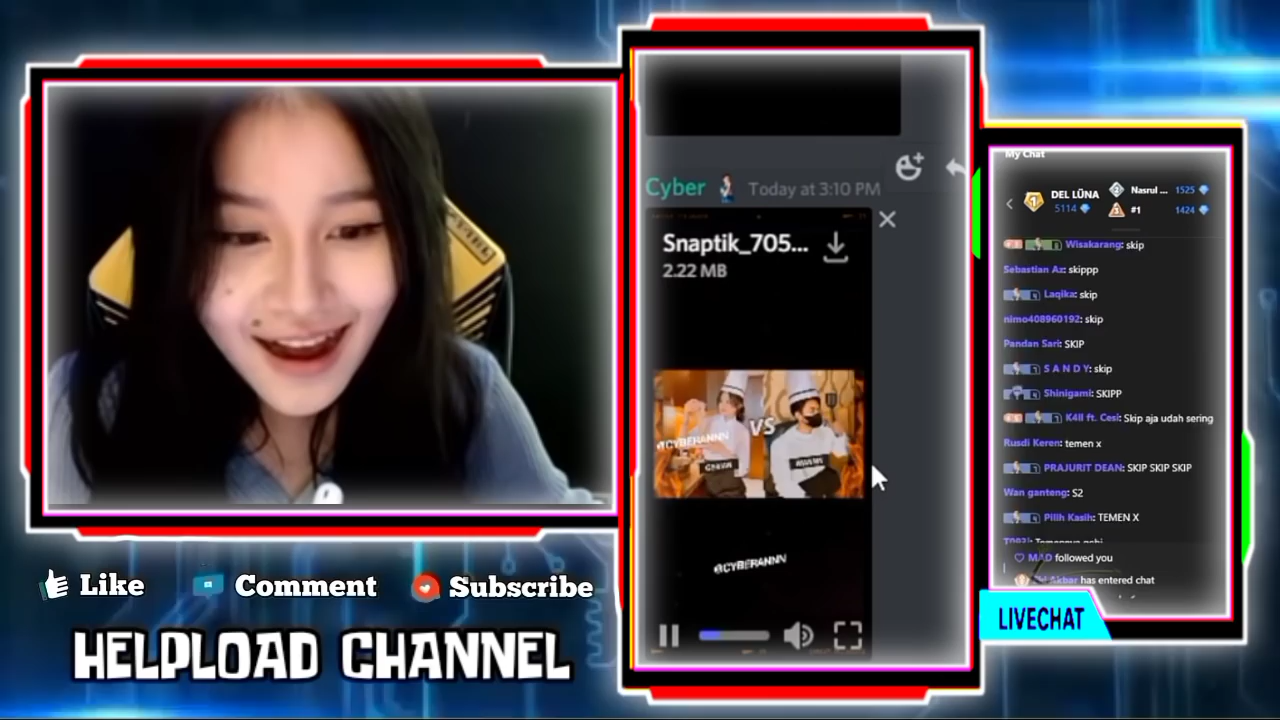 Like
Comment
Subscribe
HELPLOAD CHANNEL
Cyber
Today at 3:10 PM
Snaptik_705...
2.22 MB
@CYBERANNN
VS
@CYBERANNN
My Chat
DEL LŪNA
5114
Nasrul ... 1525
#1 1424
Wisakarang: skip
Sebastian Az: skippp
Laqika: skip
nimo408960192: skip
Pandan Sari: SKIP
S A N D Y: skip
Shinigami: SKIPP
K4ll ft. Cesi: Skip aja udah sering
Rusdi Keren: temen x
PRAJURIT DEAN: SKIP SKIP SKIP
Wan ganteng: S2
Pilih Kasih: TEMEN X
MAD followed you
Akbar has entered chat
LIVECHAT